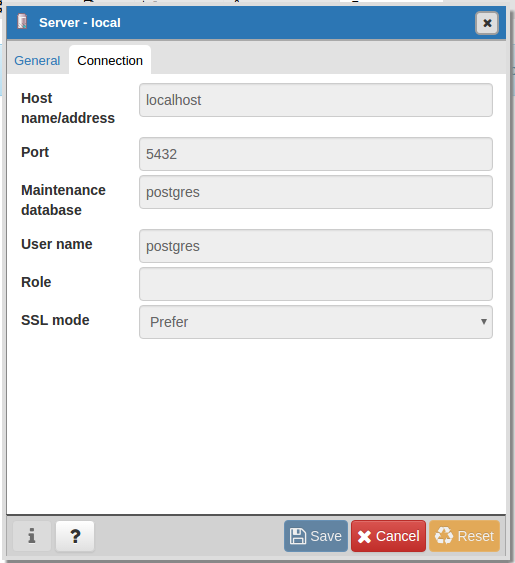 Server - local
General Connection
Host name/address localhost
Port 5432
Maintenance database postgres
User name postgres
Role
SSL mode Prefer
i ? Save Cancel Reset